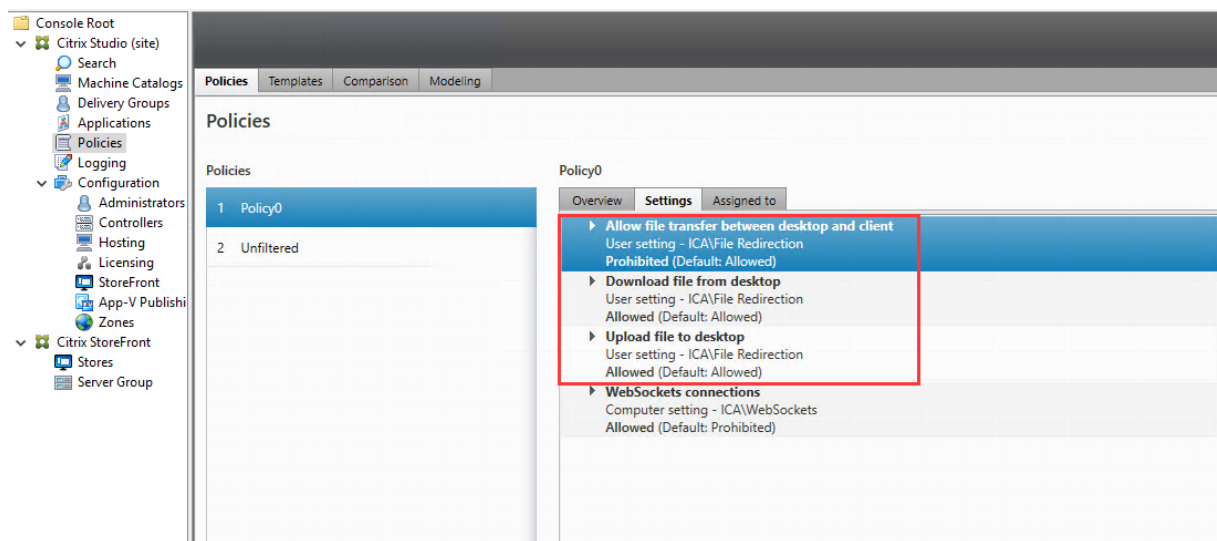 Console Root
Citrix Studio (site)
Search
Machine Catalogs
Delivery Groups
Applications
Policies
Logging
Configuration
Administrators
Controllers
Hosting
Licensing
StoreFront
App-V Publishi
Zones
Citrix StoreFront
Stores
Server Group
Policies Templates Comparison Modeling
Policies
Policies
1 Policy0
2 Unfiltered
Policy0
Overview Settings Assigned to
Allow file transfer between desktop and client
User setting - ICA\File Redirection
Prohibited (Default: Allowed)
Download file from desktop
User setting - ICA\File Redirection
Allowed (Default: Allowed)
Upload file to desktop
User setting - ICA\File Redirection
Allowed (Default: Allowed)
WebSockets connections
Computer setting - ICA\WebSockets
Allowed (Default: Prohibited)